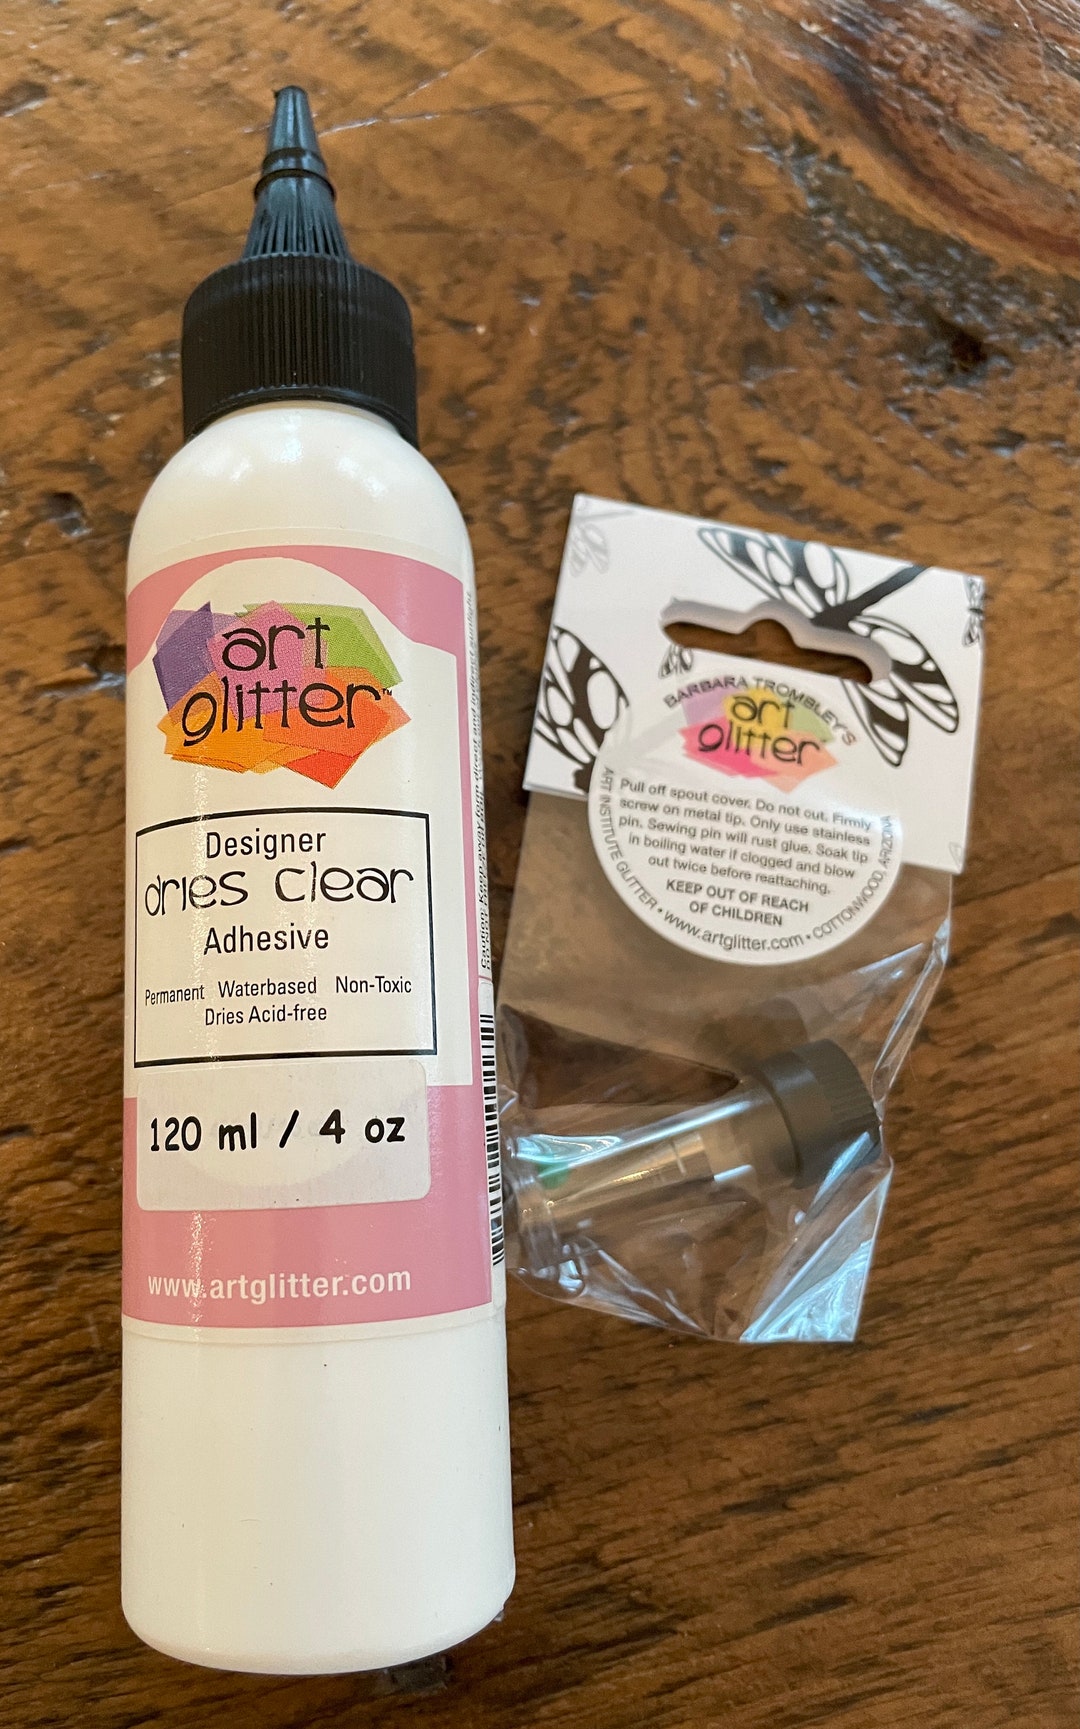 art
glitter™
Designer
dries clear
Adhesive
Permanent Waterbased Non-Toxic
Dries Acid-free
120 ml / 4 oz
www.artglitter.com
BARBARA TROMBLEY'S
art
glitter
Pull off spout cover. Do not cut. Firmly
screw on metal tip. Only use stainless
pin. Sewing pin will rust glue. Soak tip
in boiling water if clogged and blow
out twice before reattaching.
KEEP OUT OF REACH
OF CHILDREN
ART INSTITUTE GLITTER • www.artglitter.com • COTTONWOOD, ARIZONA